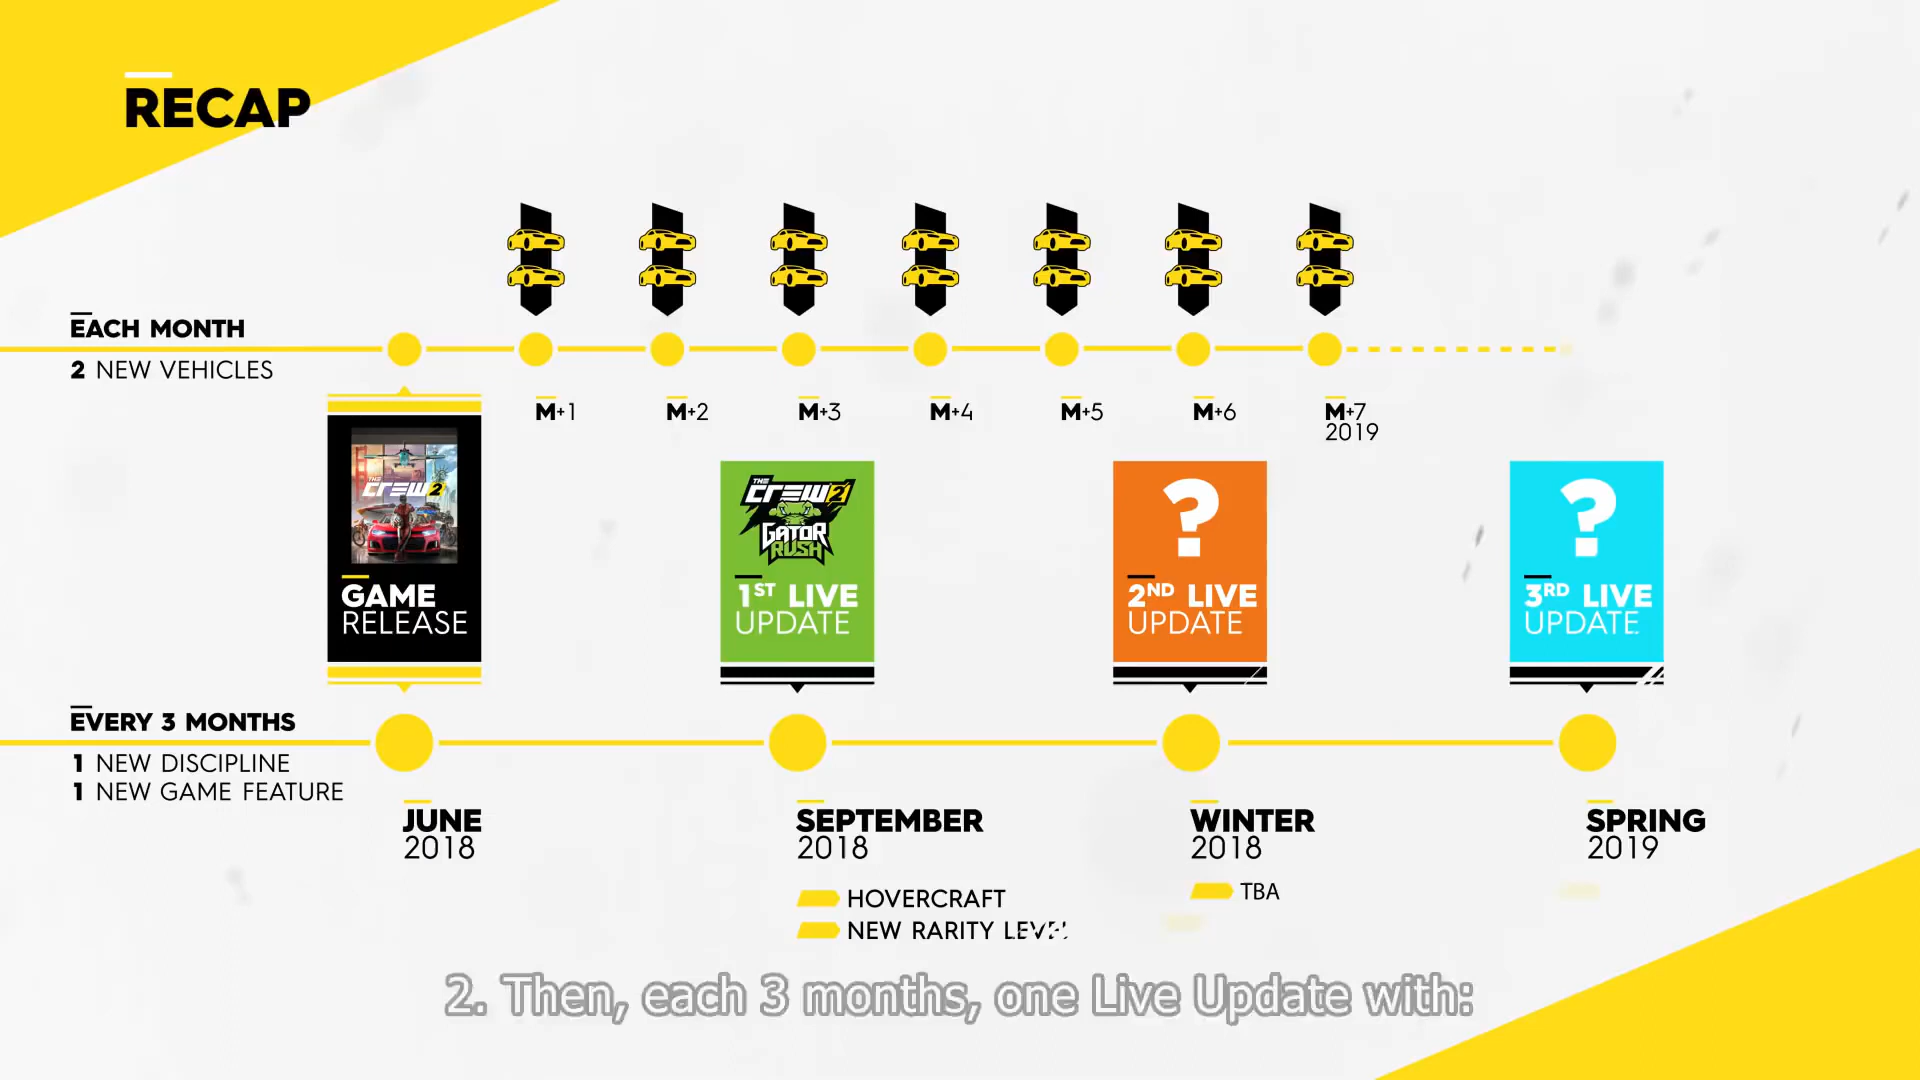 RECAP
EACH MONTH
2 NEW VEHICLES
M+1
M+2
M+3
M+4
M+5
M+6
M+7
2019
THE
CREW 2
GAME
RELEASE
THE
CREW 2
GATOR
RUSH
1ST LIVE
UPDATE
?
2ND LIVE
UPDATE
?
3RD LIVE
UPDATE
EVERY 3 MONTHS
1 NEW DISCIPLINE
1 NEW GAME FEATURE
JUNE
2018
SEPTEMBER
2018
HOVERCRAFT
NEW RARITY LEVEL
WINTER
2018
TBA
SPRING
2019
2. Then, each 3 months, one Live Update with: